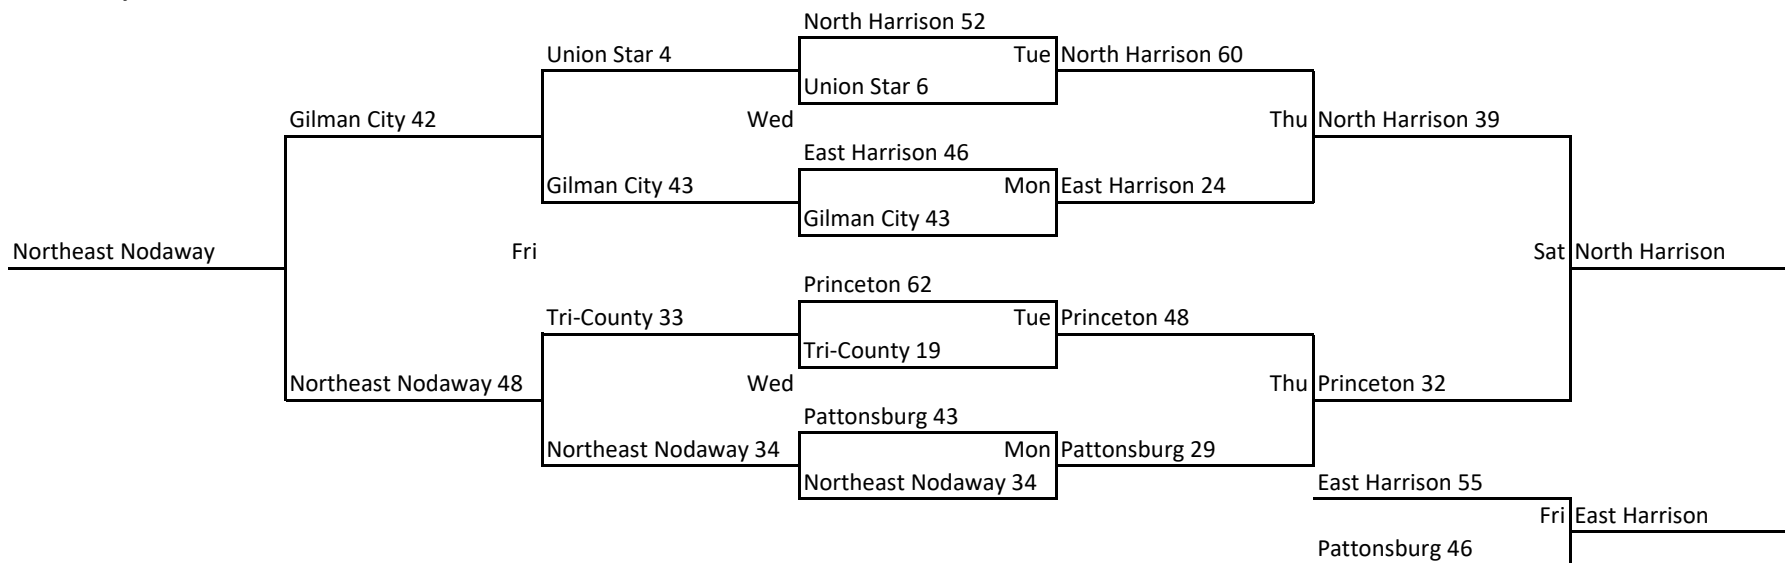 North Harrison 52
Union Star 4
Tue North Harrison 60
Union Star 6
Gilman City 42
Wed
Thu North Harrison 39
East Harrison 46
Gilman City 43
Mon East Harrison 24
Gilman City 43
Northeast Nodaway
Fri
Sat North Harrison
Princeton 62
Tri-County 33
Tue Princeton 48
Tri-County 19
Northeast Nodaway 48
Wed
Thu Princeton 32
Pattonsburg 43
Northeast Nodaway 34
Mon Pattonsburg 29
Northeast Nodaway 34
East Harrison 55
Fri East Harrison
Pattonsburg 46